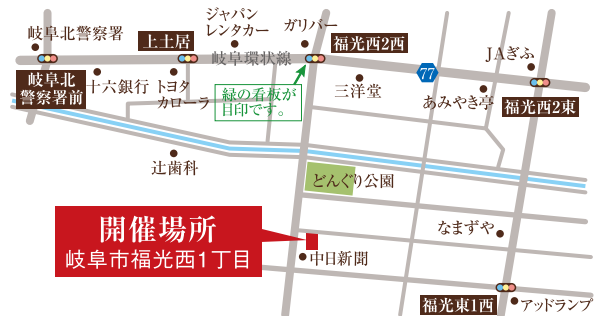 岐阜北警察署
ジャパン
レンタカー
ガリバー
上土居
福光西2西
岐阜環状線
JAぎふ
77
岐阜北
警察署前
十六銀行
トヨタ
カローラ
緑の看板が
目印です。
三洋堂
あみやき亭
福光西2東
辻歯科
どんぐり公園
開催場所
岐阜市福光西1丁目
なまずや
中日新聞
福光東1西
アッドランプ